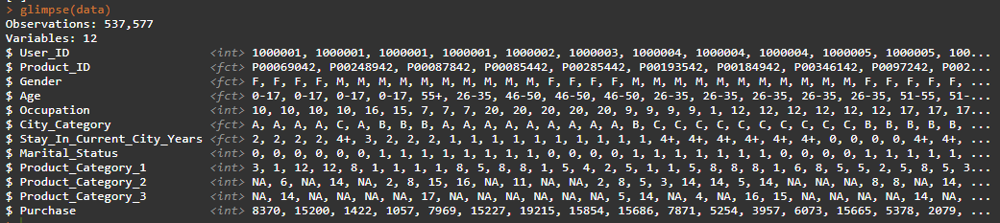 > glimpse(data)
Observations: 537,577
Variables: 12
$ User_ID <int> 1000001, 1000001, 1000001, 1000001, 1000002, 1000003, 1000004, 1000004, 1000004, 1000005, 1000005, 100...
$ Product_ID <fct> P00069042, P00248942, P00087842, P00085442, P00285442, P00193542, P00184942, P00346142, P0097242, P002...
$ Gender <fct> F, F, F, F, M, M, M, M, M, M, M, M, M, M, F, F, F, F, M, M, M, M, M, M, M, M, M, M, M, F, F, F, F, F, ...
$ Age <fct> 0-17, 0-17, 0-17, 0-17, 55+, 26-35, 46-50, 46-50, 46-50, 26-35, 26-35, 26-35, 26-35, 26-35, 51-55, 51-...
$ Occupation <int> 10, 10, 10, 10, 16, 15, 7, 7, 7, 20, 20, 20, 20, 20, 9, 9, 9, 9, 1, 12, 12, 12, 12, 12, 12, 17, 17, 17...
$ City_Category <fct> A, A, A, A, C, A, B, B, B, A, A, A, A, A, A, A, A, A, B, C, C, C, C, C, C, C, C, C, C, B, B, B, B, B, ...
$ Stay_In_Current_City_Years <fct> 2, 2, 2, 2, 4+, 3, 2, 2, 2, 1, 1, 1, 1, 1, 1, 1, 1, 1, 1, 4+, 4+, 4+, 4+, 4+, 4+, 0, 0, 0, 0, 4+, 4+, ...
$ Marital_Status <int> 0, 0, 0, 0, 0, 0, 1, 1, 1, 1, 1, 1, 1, 1, 0, 0, 0, 0, 1, 1, 1, 1, 1, 1, 1, 0, 0, 0, 0, 1, 1, 1, 1, 1, ...
$ Product_Category_1 <int> 3, 1, 12, 12, 8, 1, 1, 1, 1, 8, 5, 8, 8, 1, 5, 4, 2, 5, 1, 1, 5, 8, 8, 8, 1, 6, 8, 5, 5, 2, 5, 8, 5, 3...
$ Product_Category_2 <int> NA, 6, NA, 14, NA, 2, 8, 15, 16, NA, 11, NA, NA, 2, 8, 5, 3, 14, 14, 5, 14, NA, NA, NA, 8, 8, NA, 14, ...
$ Product_Category_3 <int> NA, 14, NA, NA, NA, NA, 17, NA, NA, NA, NA, NA, NA, 5, 14, NA, 4, NA, 16, 15, NA, NA, NA, NA, 14, NA, ...
$ Purchase <int> 8370, 15200, 1422, 1057, 7969, 15227, 19215, 15854, 15686, 7871, 5254, 3957, 6073, 15665, 5378, 2079, ...